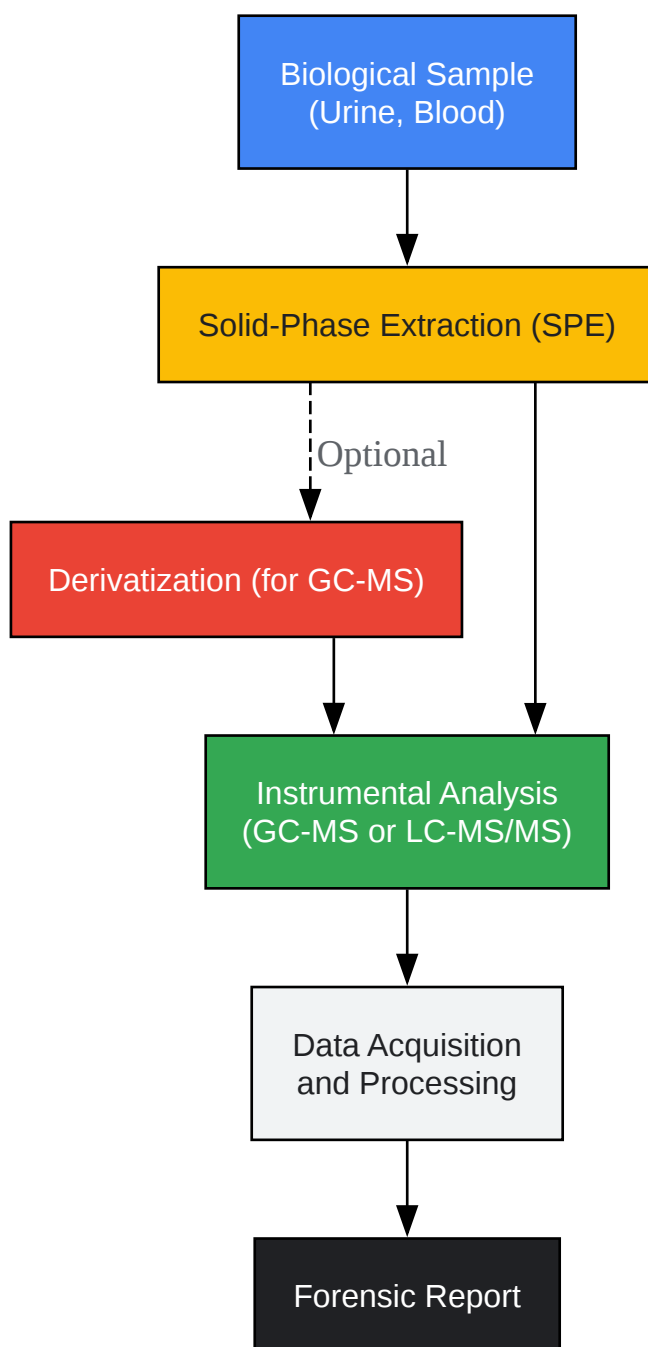 Biological Sample
(Urine, Blood)
Solid-Phase Extraction (SPE)
Optional
Derivatization (for GC-MS)
Instrumental Analysis
(GC-MS or LC-MS/MS)
Data Acquisition
and Processing
Forensic Report